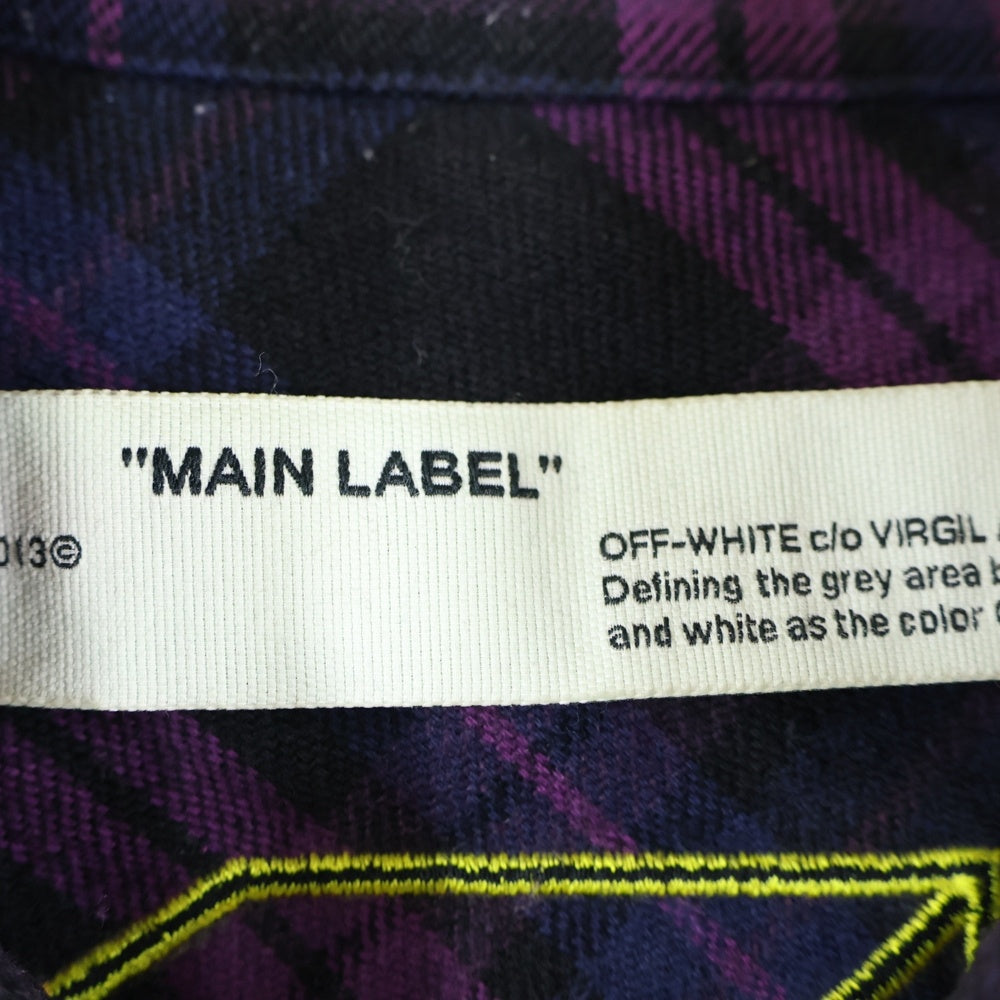 "MAIN LABEL"
013©
OFF-WHITE c/o VIRGIL
Defining the grey area
and white as the color